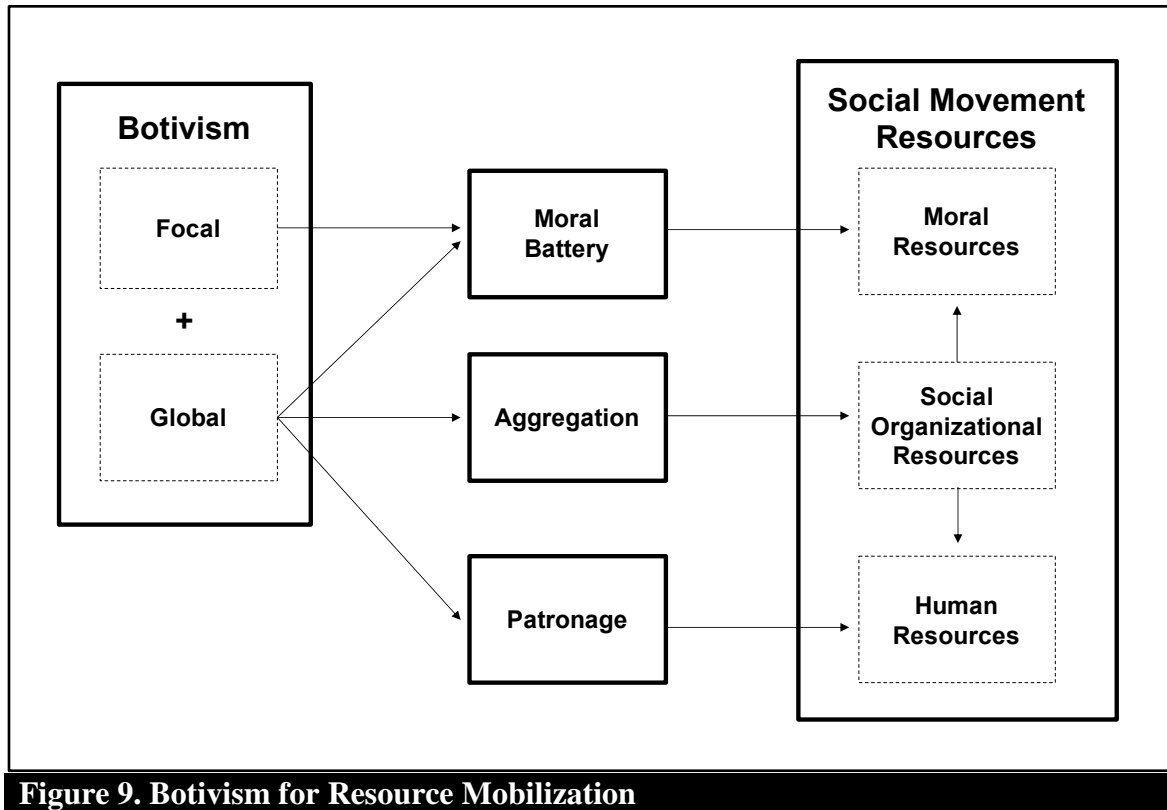 Botivism
Focal
+
Global
Moral
Battery
Aggregation
Patronage
Social Movement
Resources
Moral
Resources
Social
Organizational
Resources
Human
Resources
Figure 9. Botivism for Resource Mobilization